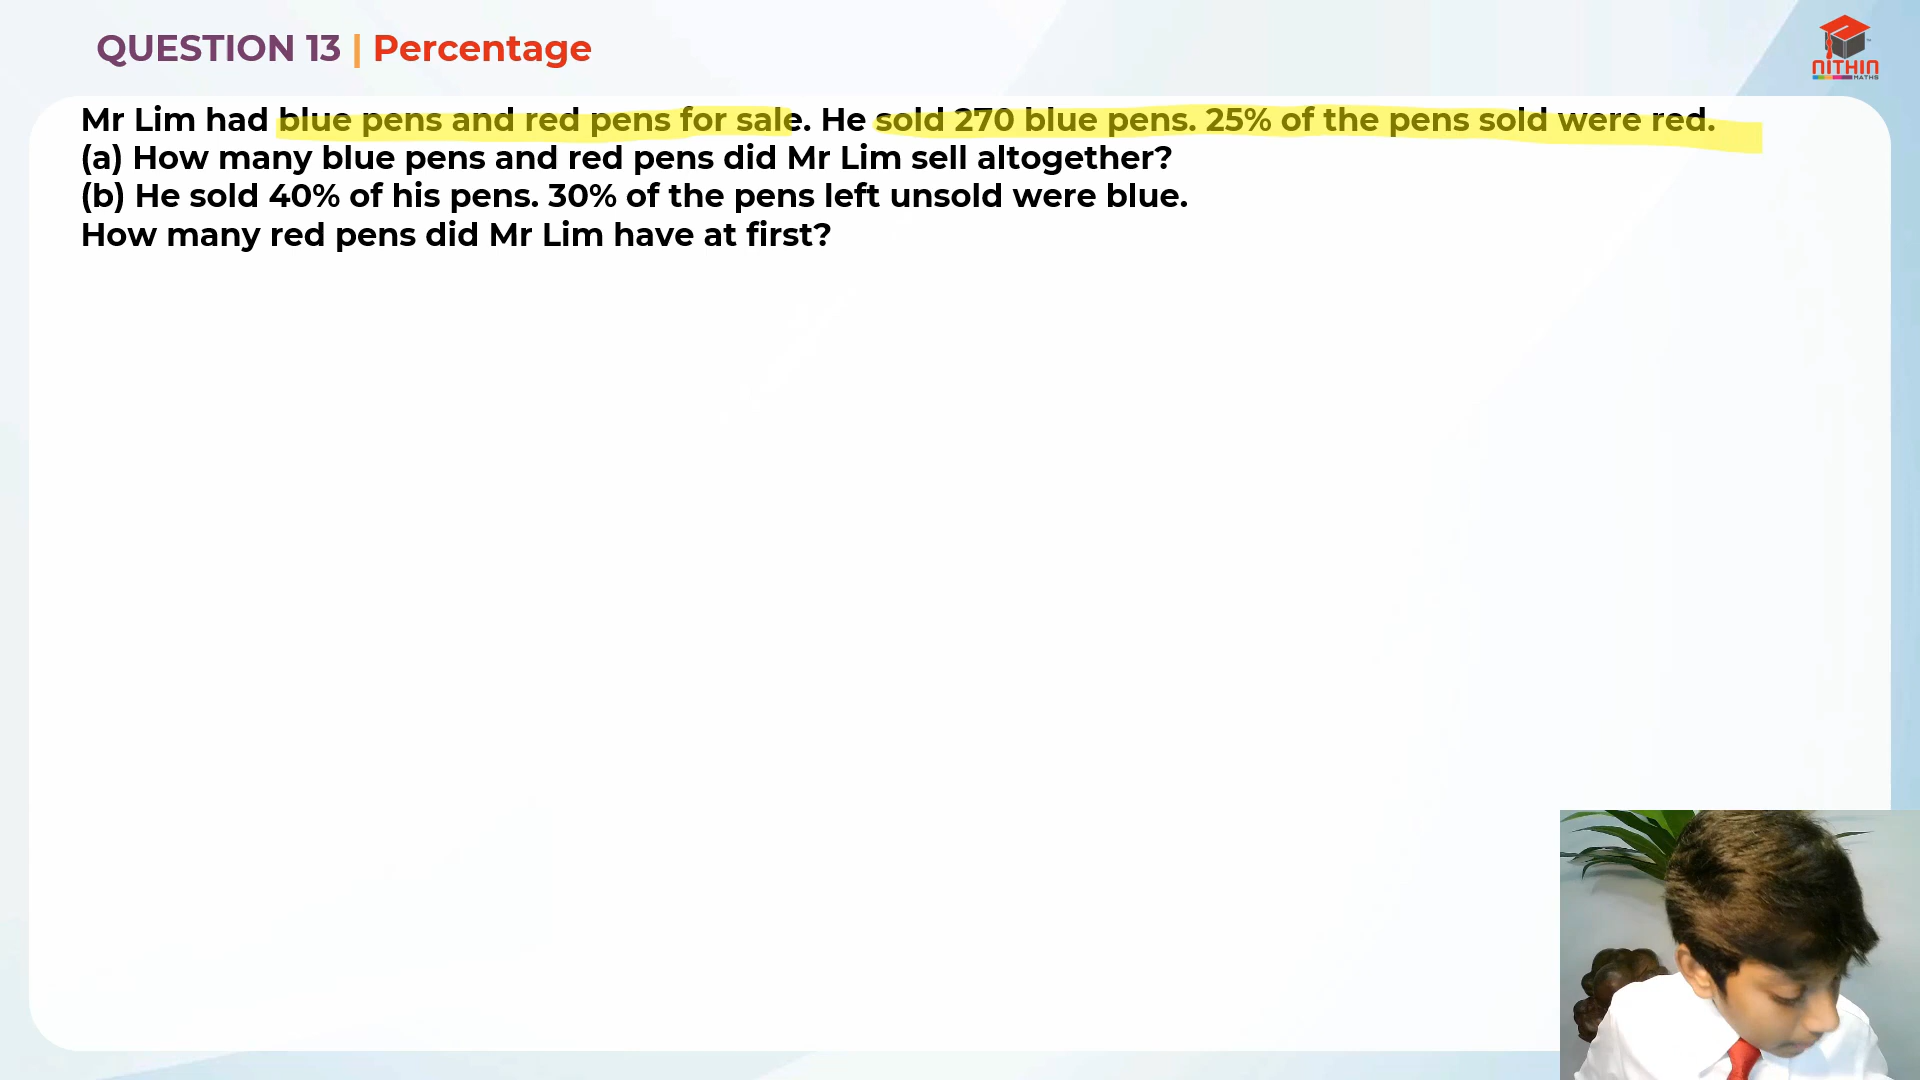 QUESTION 13 | Percentage
NITHIN
MATHS
Mr Lim had blue pens and red pens for sale. He sold 270 blue pens. 25% of the pens sold were red.
(a) How many blue pens and red pens did Mr Lim sell altogether?
(b) He sold 40% of his pens. 30% of the pens left unsold were blue.
How many red pens did Mr Lim have at first?